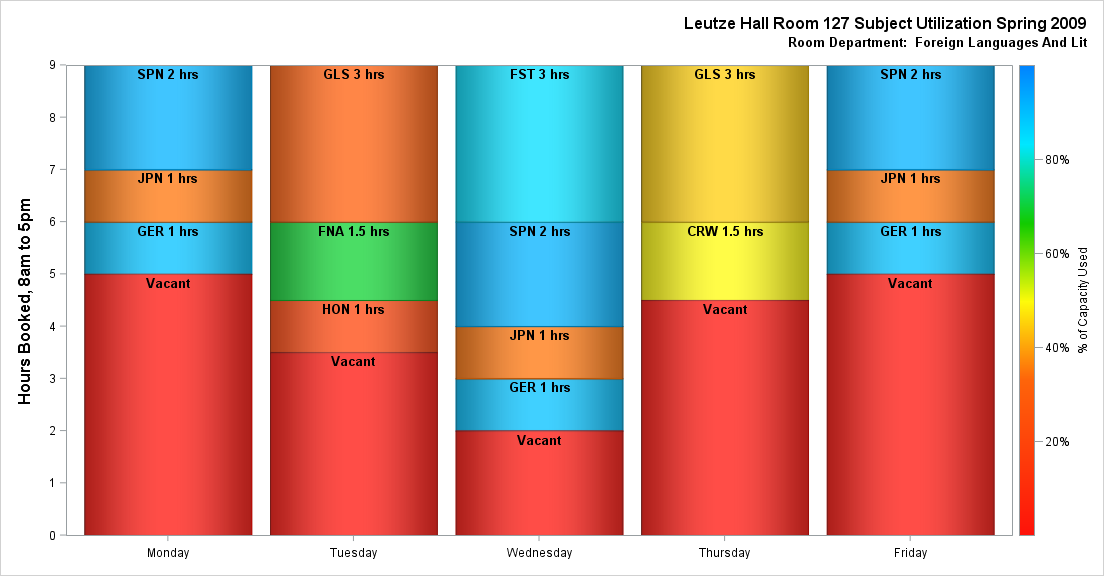 Leutze Hall Room 127 Subject Utilization Spring 2009
Room Department:  Foreign Languages And Lit
Hours Booked, 8am to 5pm
9
8
7
6
5
4
3
2
1
0
SPN 2 hrs
JPN 1 hrs
GER 1 hrs
Vacant
GLS 3 hrs
FNA 1.5 hrs
HON 1 hrs
Vacant
FST 3 hrs
SPN 2 hrs
JPN 1 hrs
GER 1 hrs
Vacant
GLS 3 hrs
CRW 1.5 hrs
Vacant
SPN 2 hrs
JPN 1 hrs
GER 1 hrs
Vacant
Monday
Tuesday
Wednesday
Thursday
Friday
80%
60%
40%
20%
% of Capacity Used